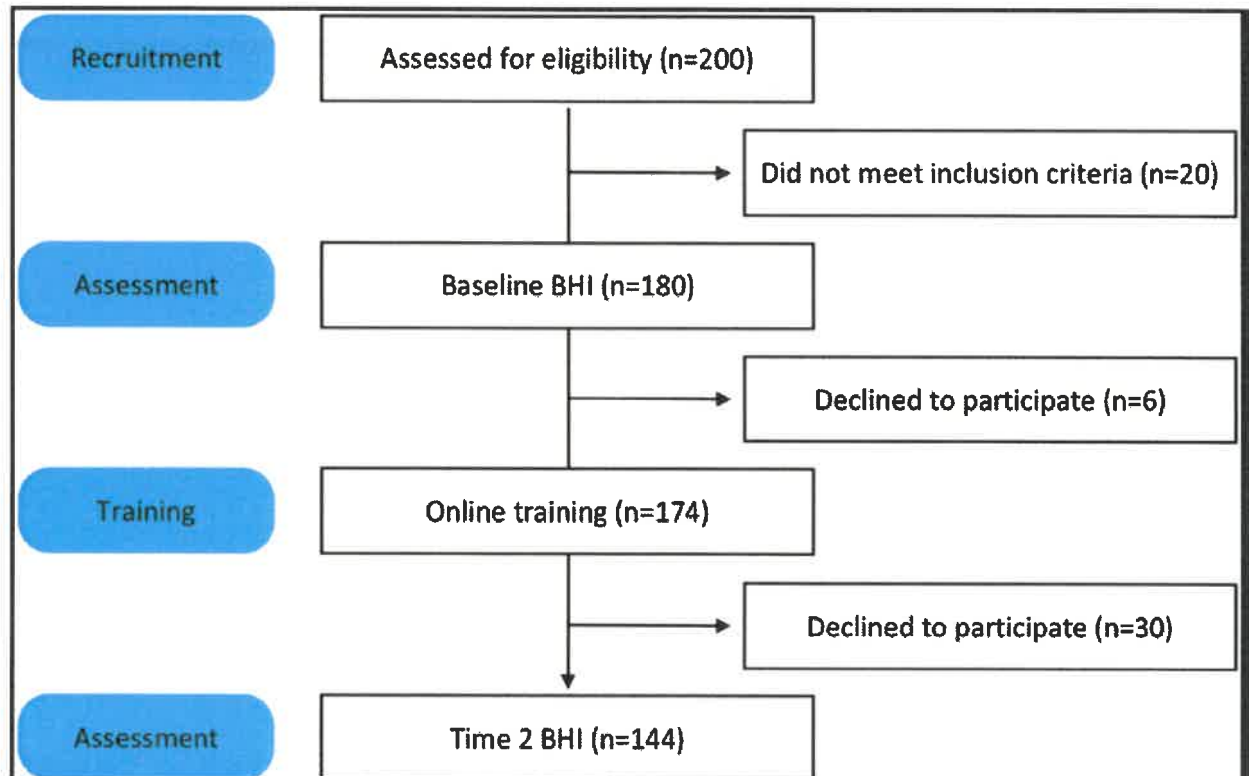 Recruitment
Assessed for eligibility (n=200)
Did not meet inclusion criteria (n=20)
Assessment
Baseline BHI (n=180)
Declined to participate (n=6)
Training
Online training (n=174)
Declined to participate (n=30)
Assessment
Time 2 BHI (n=144)